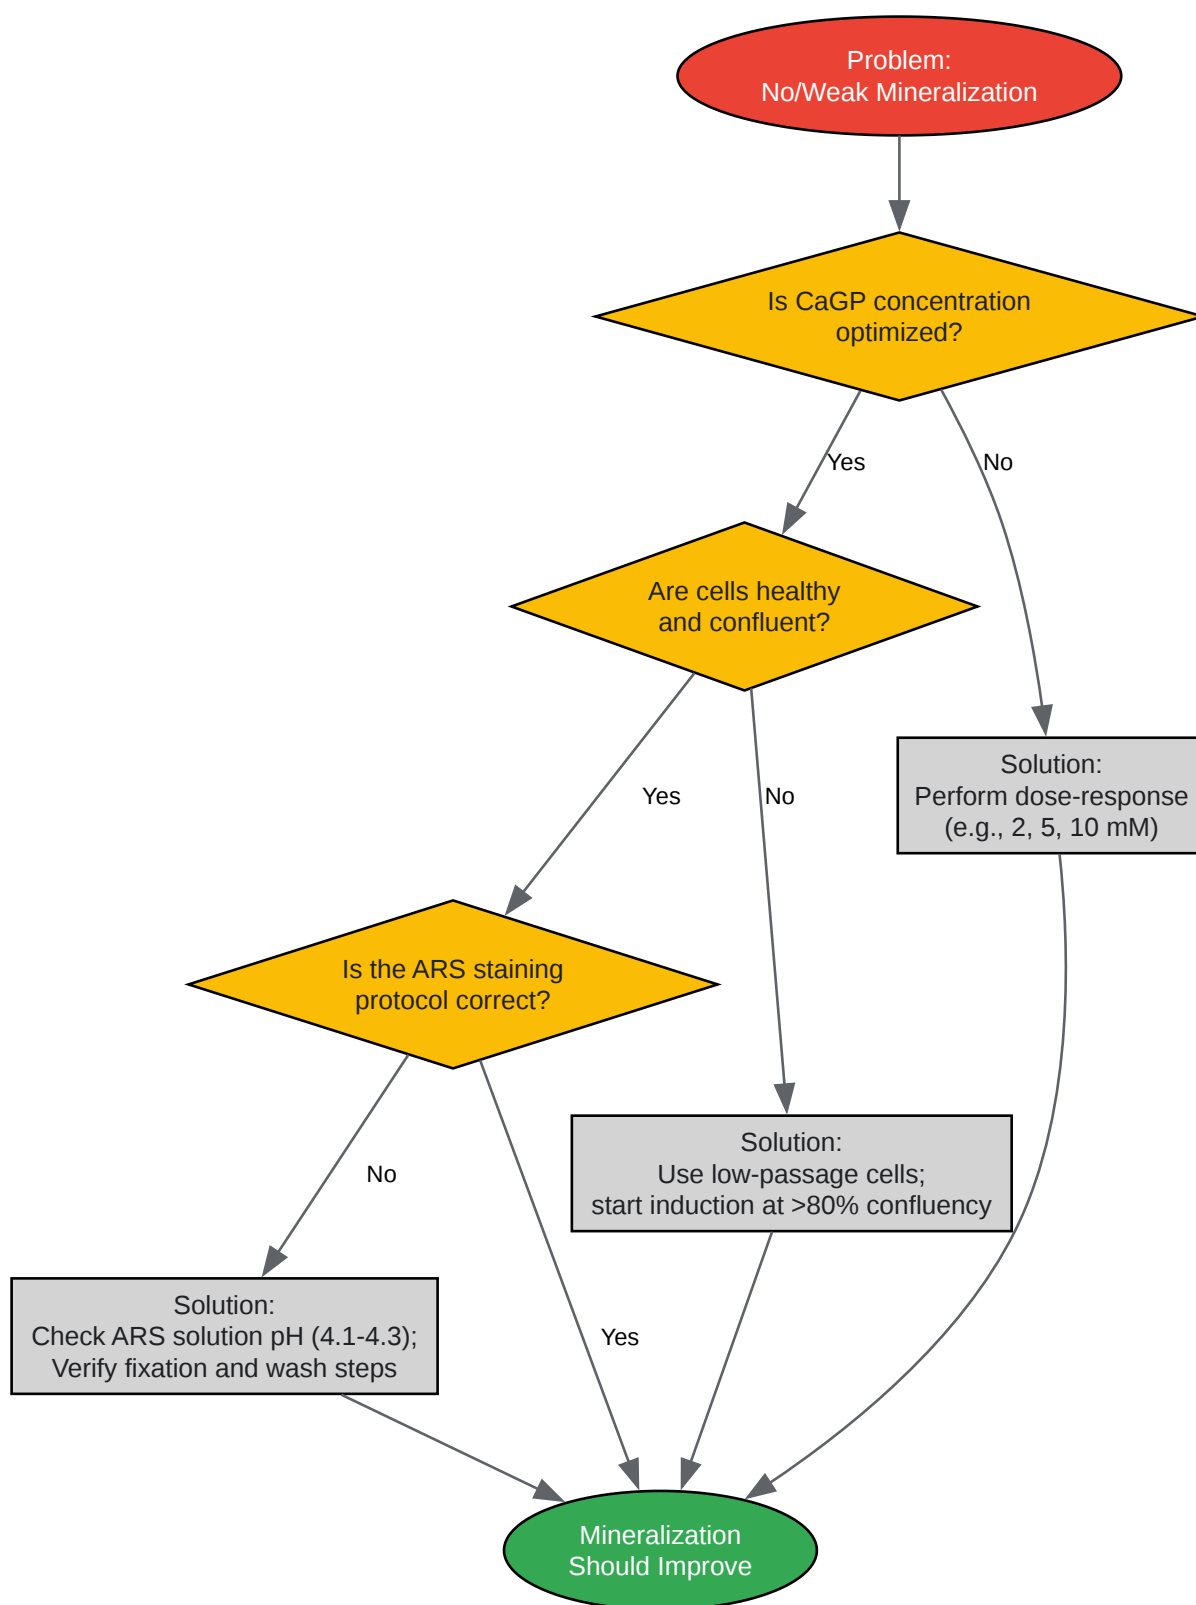 Problem:
No/Weak Mineralization
Is CaGP concentration
optimized?
Yes
No
Are cells healthy
and confluent?
Solution:
Perform dose-response
(e.g., 2, 5, 10 mM)
Yes
No
Is the ARS staining
protocol correct?
Solution:
Use low-passage cells;
start induction at >80% confluency
No
Solution:
Check ARS solution pH (4.1-4.3);
Verify fixation and wash steps
Yes
Mineralization
Should Improve